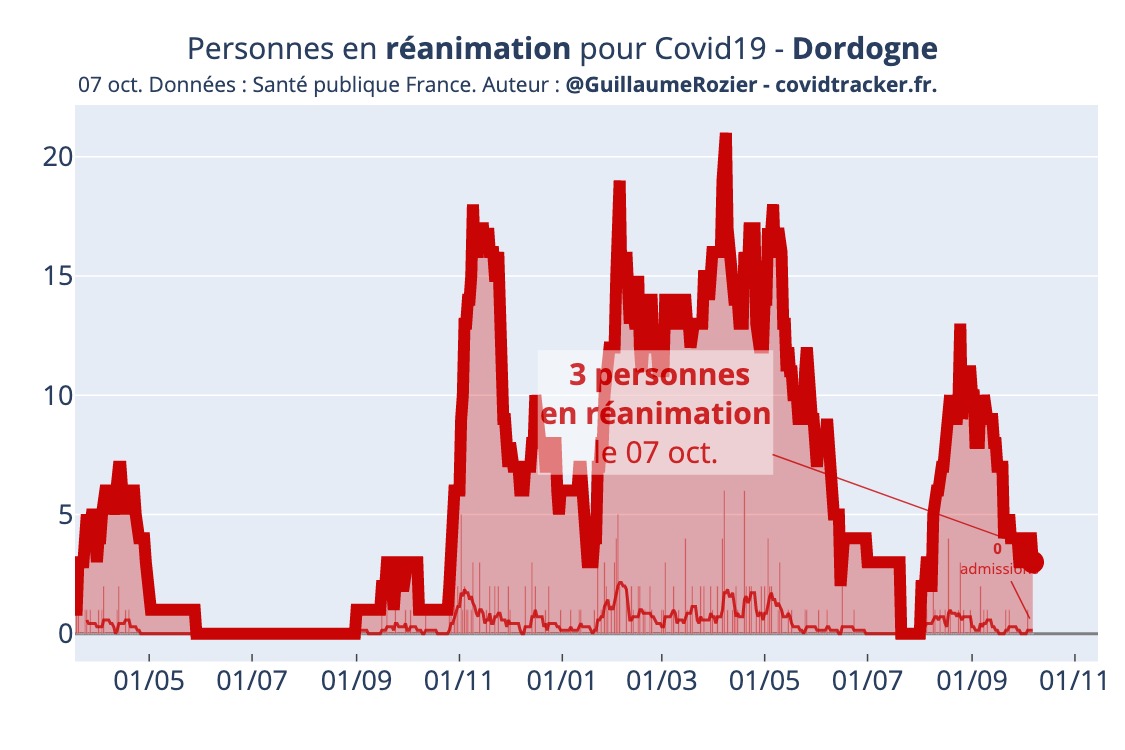 Personnes en réanimation pour Covid19 - Dordogne
07 oct. Données : Santé publique France. Auteur : @GuillaumeRozier - covidtracker.fr.
20
15
10
5
0
3 personnes
en réanimation
le 07 oct.
0
admission
01/05 01/07 01/09 01/11 01/01 01/03 01/05 01/07 01/09 01/11